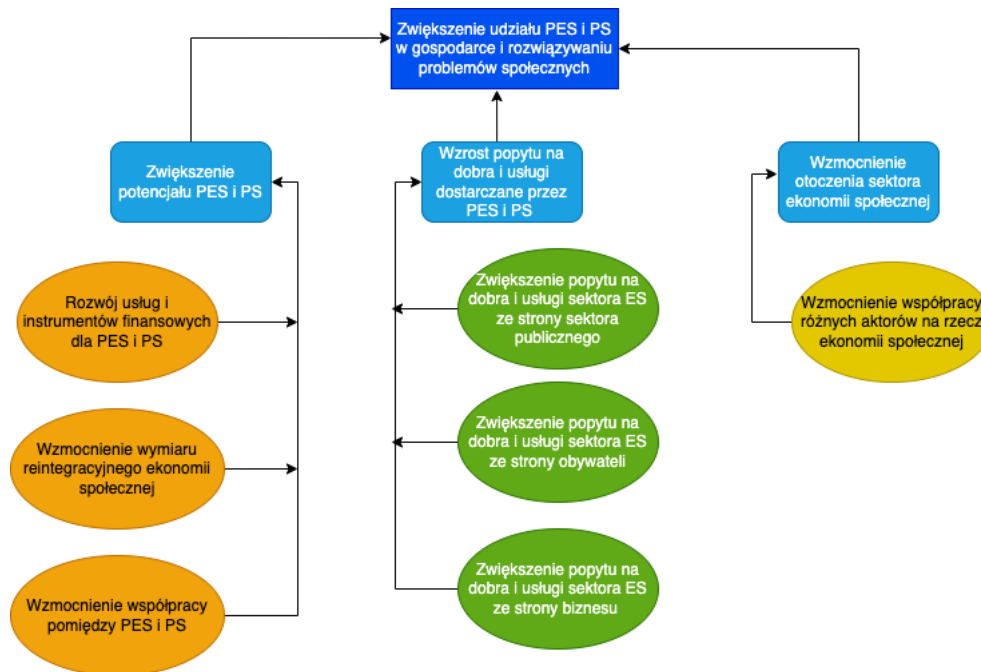 Zwiększenie udziału PES i PS
w gospodarce i rozwiązywaniu
problemów społecznych
Zwiększenie
potencjału PES i PS
Wzrost popytu na
dobra i usługi
dostarczane przez
PES i PS
Wzmocnienie
otoczenia sektora
ekonomii społecznej
Rozwój usług i
instrumentów finansowych
dla PES i PS
Zwiększenie popytu na
dobra i usługi sektora ES
ze strony sektora
publicznego
Wzmocnienie współpracy
różnych aktorów na rzecz
ekonomii społecznej
Wzmocnienie wymiaru
reintegracyjnego ekonomii
społecznej
Zwiększenie popytu na
dobra i usługi sektora ES
ze strony obywateli
Wzmocnienie współpracy
pomiędzy PES i PS
Zwiększenie popytu na
dobra i usługi sektora ES
ze strony biznesu